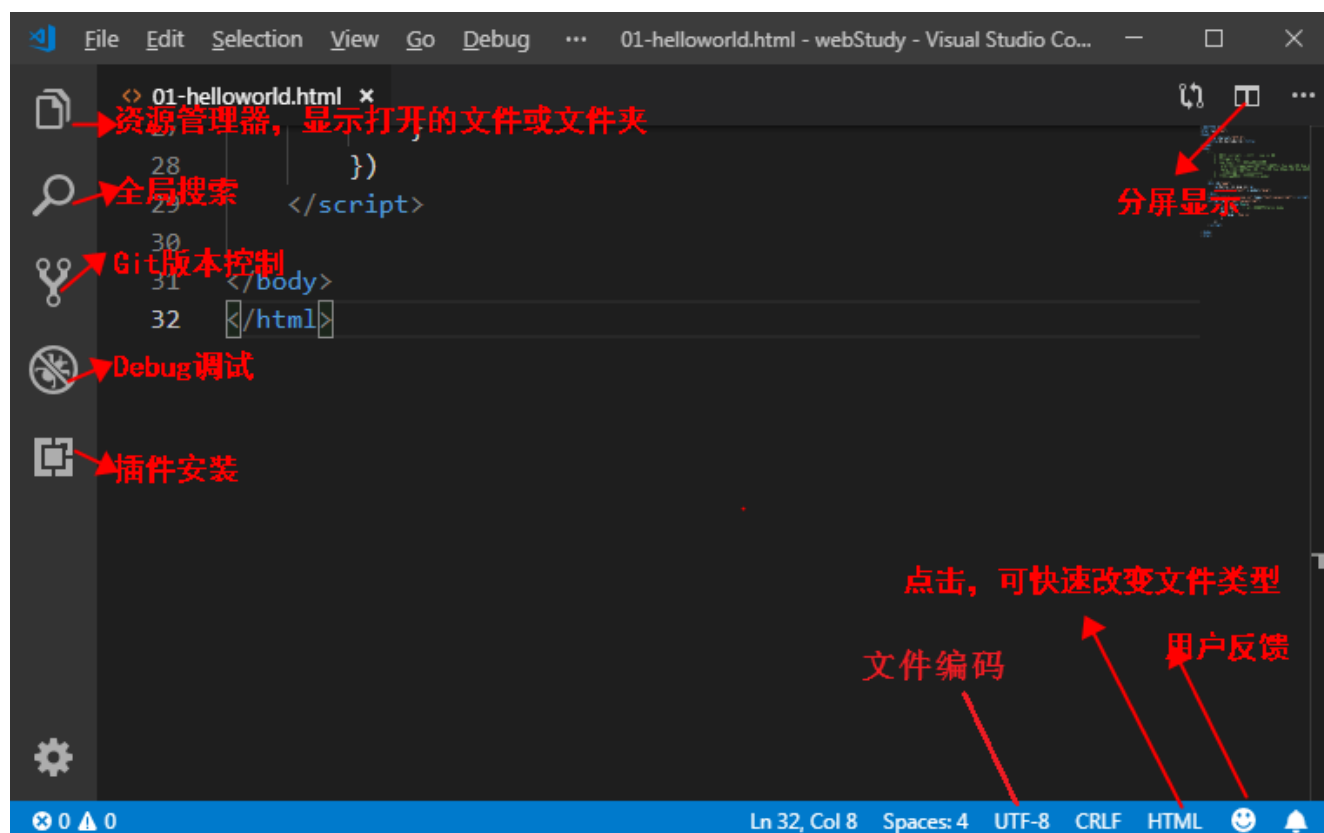 File Edit Selection View Go Debug ··· 01-helloworld.html - webStudy - Visual Studio Co...
<> 01-helloworld.html ×
资源管理器，显示打开的文件或文件夹
27 }
28 })
全局搜索
29 </script>
分屏显示
30
Git版本控制
31 </body>
32 </html>
Debug调试
插件安装
点击，可快速改变文件类型
用户反馈
文件编码
0 0 Ln 32, Col 8 Spaces: 4 UTF-8 CRLF HTML